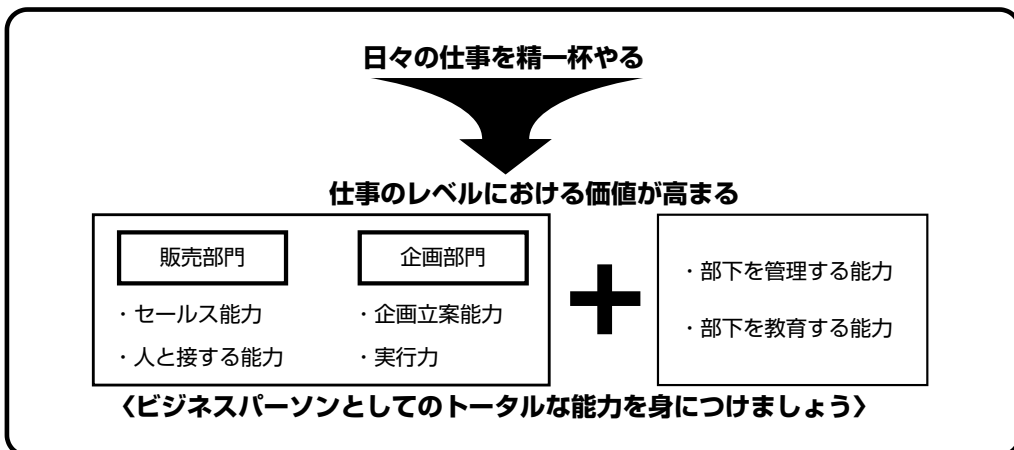 日々の仕事を精一杯やる
仕事のレベルにおける価値が高まる
販売部門
・セールス能力
・人と接する能力
企画部門
・企画立案能力
・実行力
・部下を管理する能力
・部下を教育する能力
〈ビジネスパーソンとしてのトータルな能力を身につけましょう〉